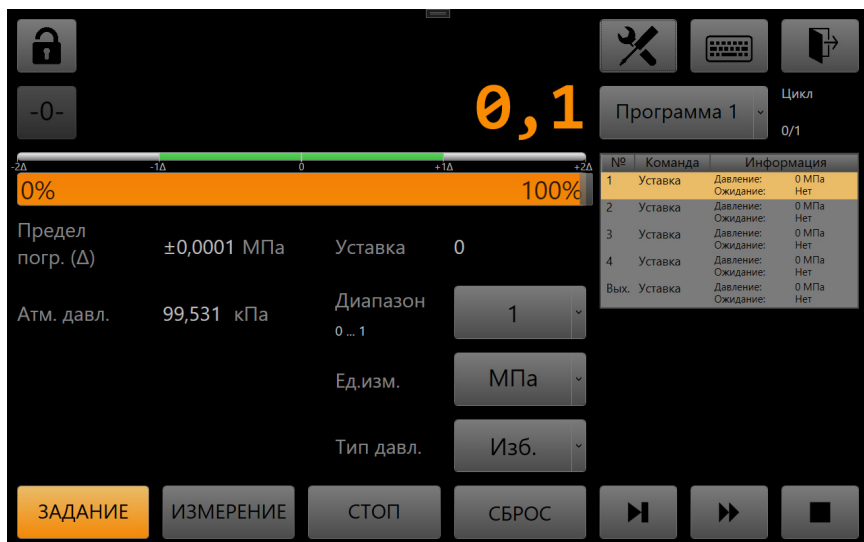 -0-
0,1
Программа 1
Цикл
0/1
-2Δ -1Δ 0 +1Δ +2Δ
0% 100%
Предел
погр. (Δ)
±0,0001 МПа
Уставка 0
Атм. давл. 99,531 кПа
Диапазон
0 ... 1
1
Ед.изм. МПа
Тип давл. Изб.
№ Команда Информация
1 Уставка Давление: 0 МПа
Ожидание: Нет
2 Уставка Давление: 0 МПа
Ожидание: Нет
3 Уставка Давление: 0 МПа
Ожидание: Нет
4 Уставка Давление: 0 МПа
Ожидание: Нет
Вых. Уставка Давление: 0 МПа
Ожидание: Нет
ЗАДАНИЕ ИЗМЕРЕНИЕ СТОП СБРОС